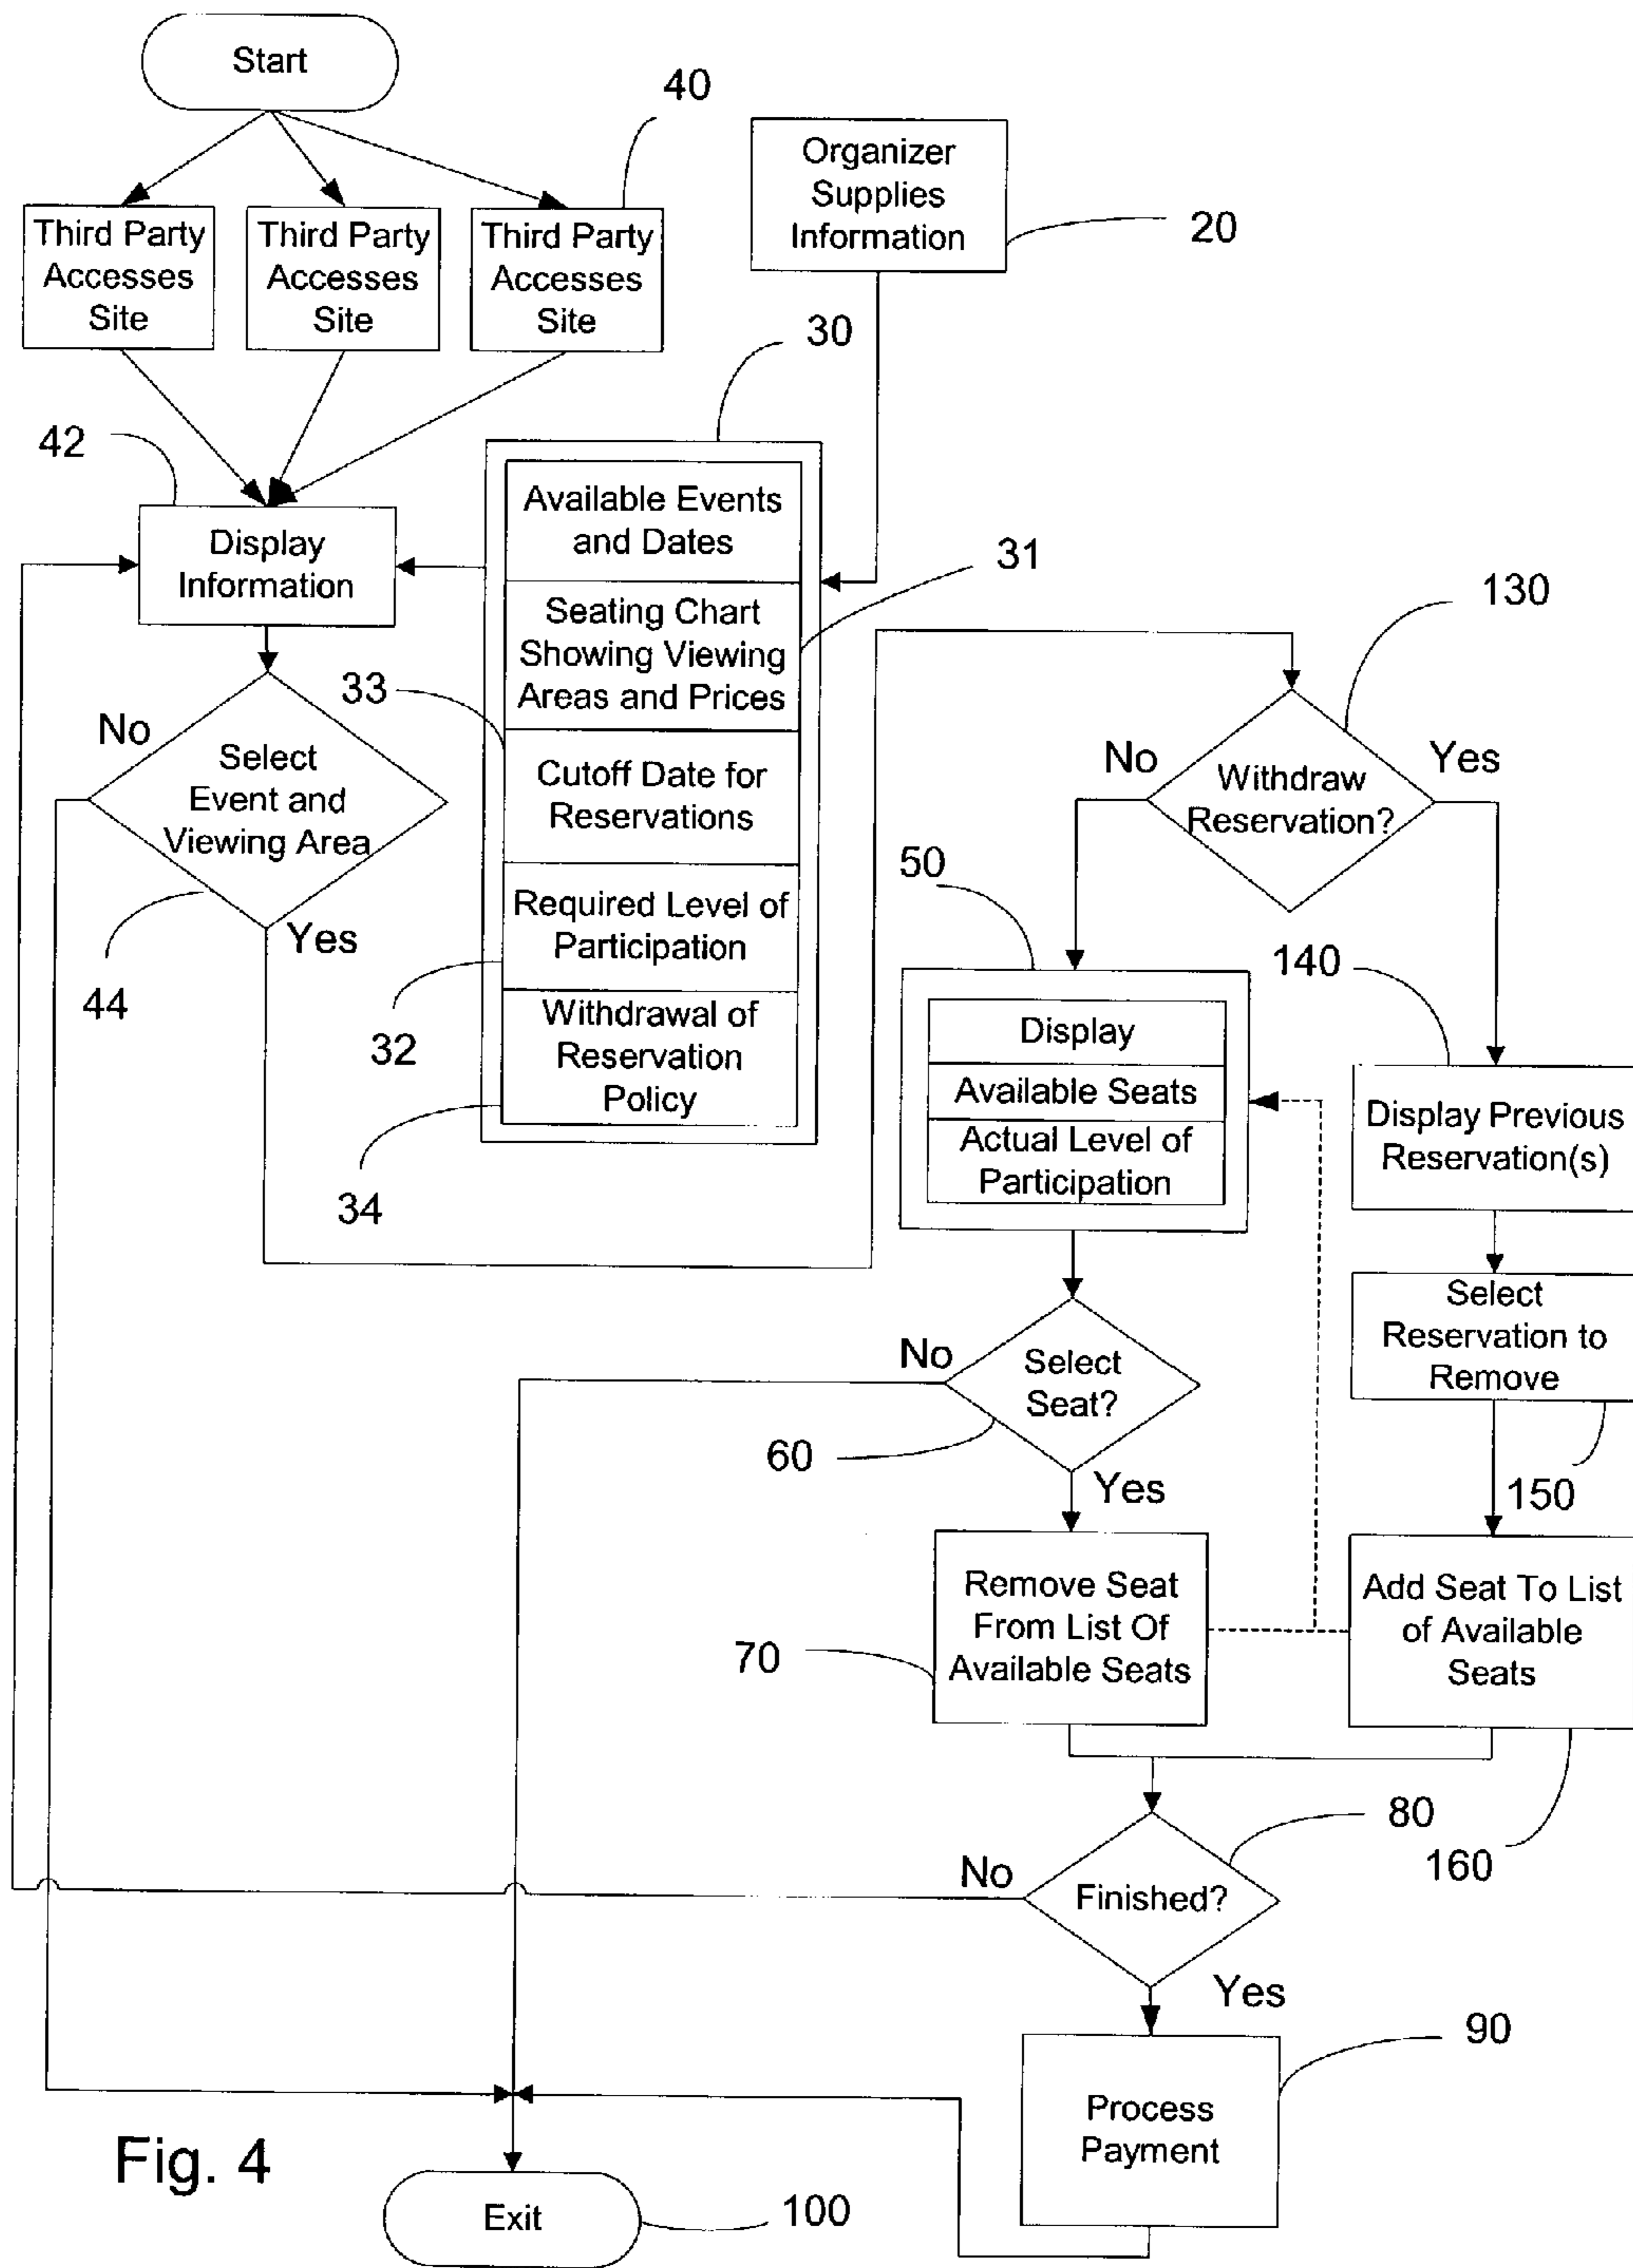 Start
40
Organizer
Supplies
Information
20
Third Party
Accesses
Site
Third Party
Accesses
Site
Third Party
Accesses
Site
30
42
Display
Information
Available Events
and Dates
31
Seating Chart
Showing Viewing
Areas and Prices
33
Cutoff Date for
Reservations
Required Level of
Participation
32
Withdrawal of
Reservation
Policy
34
No
Select
Event and
Viewing Area
Yes
44
130
No
Withdraw
Reservation?
Yes
50
Display
Available Seats
Actual Level of
Participation
140
Display Previous
Reservation(s)
Select
Reservation to
Remove
150
No
Select
Seat?
60
Yes
Remove Seat
From List Of
Available Seats
70
Add Seat To List
of Available
Seats
160
80
No
Finished?
Yes
90
Process
Payment
Fig. 4
Exit
100